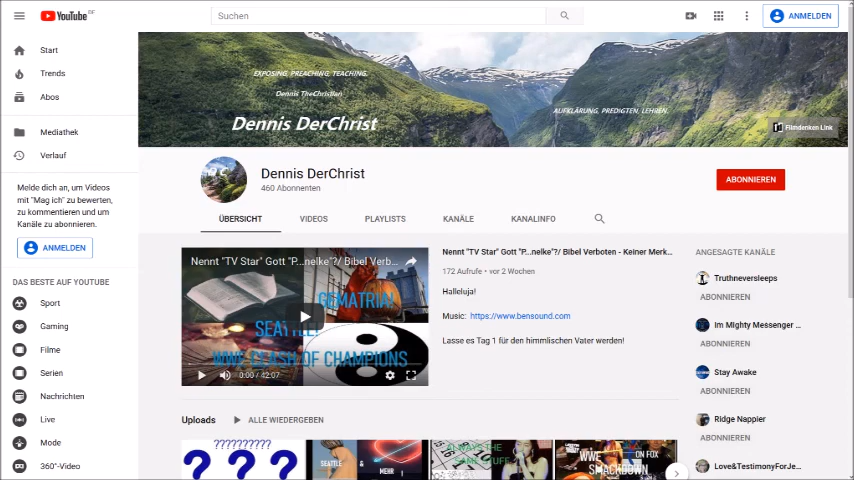 YouTube DE
Suchen
ANMELDEN
Start
Trends
Abos
Mediathek
Verlauf
Melde dich an, um Videos
mit "Mag ich" zu bewerten,
zu kommentieren und um
Kanäle zu abonnieren.
ANMELDEN
DAS BESTE AUF YOUTUBE
Sport
Gaming
Filme
Serien
Nachrichten
Live
Mode
360°-Video
EXPOSING, PREACHING, TEACHING.
Dennis TheChristian
Dennis DerChrist
AUFKLÄRUNG. PREDIGTEN. LEHREN.
Filmdenken Link
Dennis DerChrist
460 Abonnenten
ABONNIEREN
ÜBERSICHT
VIDEOS
PLAYLISTS
KANÄLE
KANALINFO
Nennt "TV Star" Gott "P...nelke"?/ Bibel Verb...
GEMATRIA!
SEATTLE!
WWE CLASH OF CHAMPIONS
0:00 / 42:07
Nennt "TV Star" Gott "P...nelke"?/ Bibel Verboten - Keiner Merk...
172 Aufrufe • vor 2 Wochen
Halleluja!
Music: https://www.bensound.com
Lasse es Tag 1 für den himmlischen Vater werden!
ANGESAGTE KANÄLE
Truthneversleeps
ABONNIEREN
Im Mighty Messenger ...
ABONNIEREN
Stay Awake
ABONNIEREN
Ridge Nappier
ABONNIEREN
Love&TestimonyForJe...
Uploads
ALLE WIEDERGEBEN
??????????
? ? ?
SEATTLE
&
MEHR
ALWAYS THE
SAME STUFF
WWE
SMACKDOWN
ON FOX